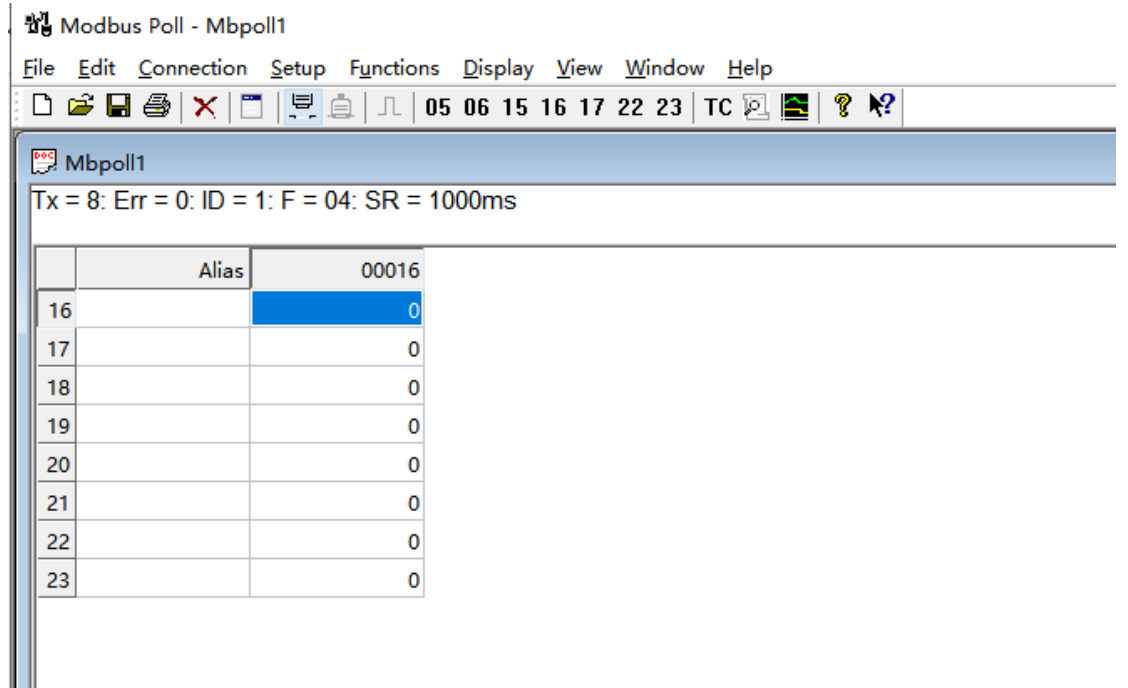 Modbus Poll - Mbpoll1
File Edit Connection Setup Functions Display View Window Help
05 06 15 16 17 22 23 TC
Mbpoll1
Tx = 8: Err = 0: ID = 1: F = 04: SR = 1000ms
Alias 00016
16 0
17 0
18 0
19 0
20 0
21 0
22 0
23 0